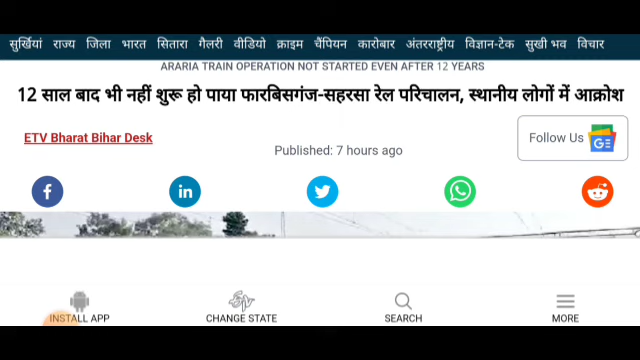 सुर्खियां राज्य जिला भारत सितारा गैलरी वीडियो क्राइम चैंपियन कारोबार अंतरराष्ट्रीय विज्ञान-टेक सुखी भव विचार
ARARIA TRAIN OPERATION NOT STARTED EVEN AFTER 12 YEARS
12 साल बाद भी नहीं शुरू हो पाया फारबिसगंज-सहरसा रेल परिचालन, स्थानीय लोगों में आक्रोश
ETV Bharat Bihar Desk
Published: 7 hours ago
Follow Us
INSTALL APP CHANGE STATE SEARCH MORE